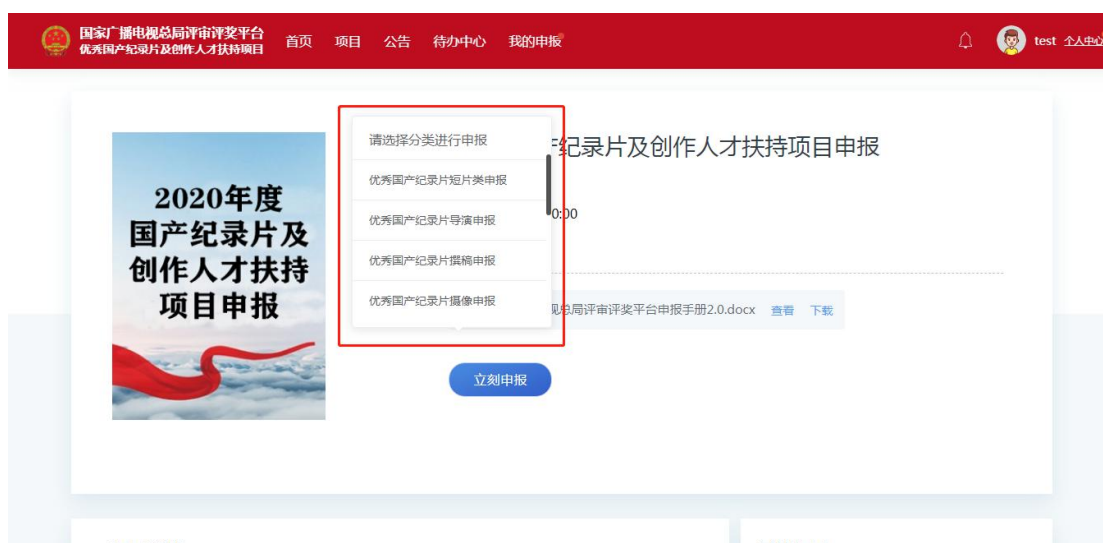 国家广播电视总局评审评奖平台
优秀国产纪录片及创作人才扶持项目
首页 项目 公告 待办中心 我的申报
test 个人中心
2020年度
国产纪录片及
创作人才扶持
项目申报
请选择分类进行申报
优秀国产纪录片短片类申报
优秀国产纪录片导演申报
优秀国产纪录片撰稿申报
优秀国产纪录片摄像申报
纪录片及创作人才扶持项目申报
0:00
视总局评审评奖平台申报手册2.0.docx 查看 下载
立刻申报